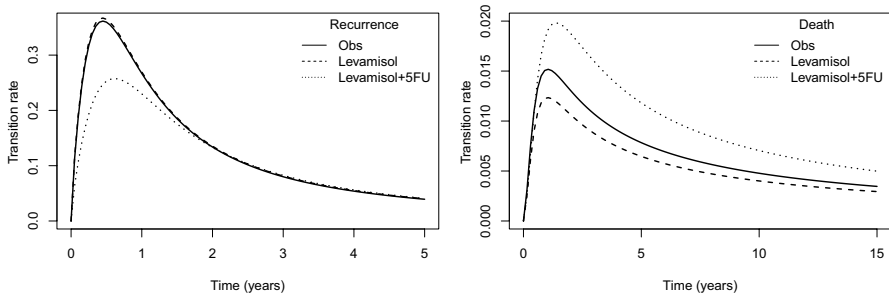 Recurrence
Obs
Levamisol
Levamisol+5FU
Transition rate
0.0
0.1
0.2
0.3
0 1 2 3 4 5
Time (years)
Death
Obs
Levamisol
Levamisol+5FU
Transition rate
0.000
0.005
0.010
0.015
0.020
0 5 10 15
Time (years)